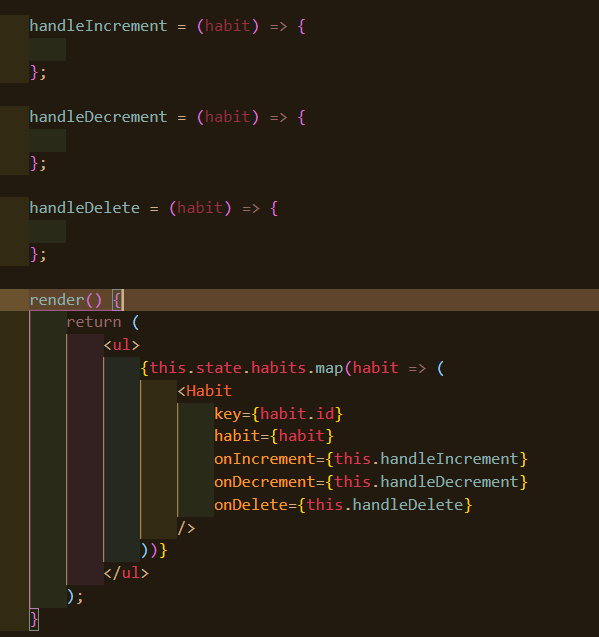 handleIncrement = (habit) => {
};
handleDecrement = (habit) => {
};
handleDelete = (habit) => {
};
render() {
return (
<ul>
{this.state.habits.map(habit => (
<Habit
key={habit.id}
habit={habit}
onIncrement={this.handleIncrement}
onDecrement={this.handleDecrement}
onDelete={this.handleDelete}
/>
))}
</ul>
);
}